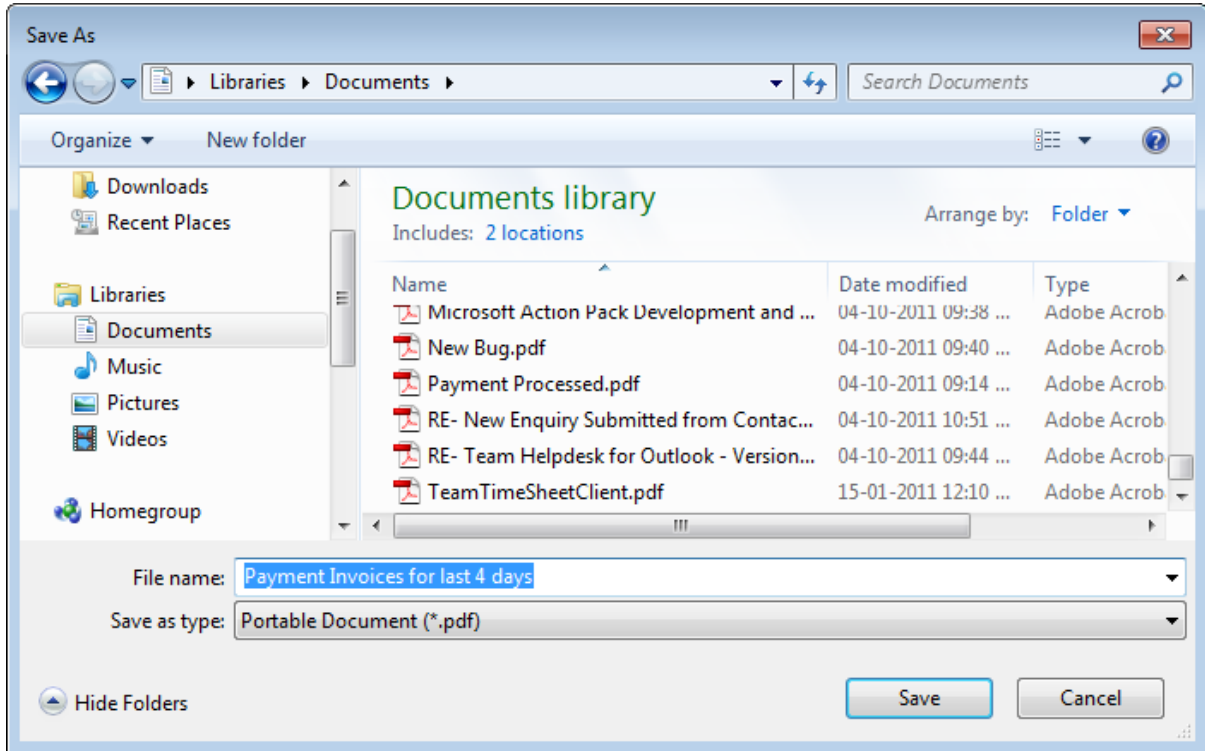 Save As
Libraries Documents
Search Documents
Organize New folder
Downloads
Recent Places
Libraries
Documents
Music
Pictures
Videos
Homegroup
Documents library
Includes: 2 locations
Arrange by: Folder
Name Date modified Type
Microsoft Action Pack Development and ... 04-10-2011 09:38 ... Adobe Acrob
New Bug.pdf 04-10-2011 09:40 ... Adobe Acrob
Payment Processed.pdf 04-10-2011 09:14 ... Adobe Acrob
RE- New Enquiry Submitted from Contac... 04-10-2011 10:51 ... Adobe Acrob
RE- Team Helpdesk for Outlook - Version... 04-10-2011 09:44 ... Adobe Acrob
TeamTimeSheetClient.pdf 15-01-2011 12:10 ... Adobe Acrob
File name: Payment Invoices for last 4 days
Save as type: Portable Document (*.pdf)
Hide Folders
Save Cancel